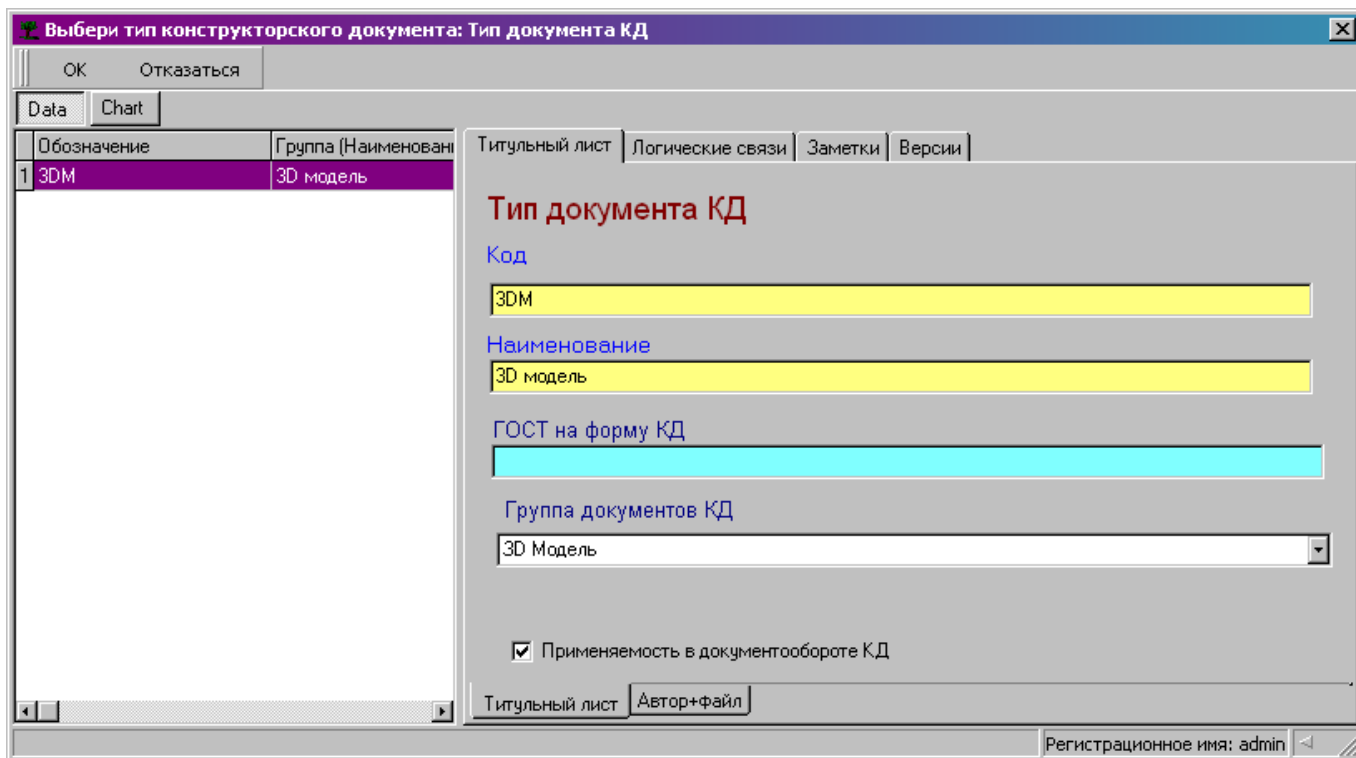 Выбери тип конструкторского документа: Тип документа КД
OK Отказаться
Data Chart
Обозначение Группа (Наименовани
1 3DM 3D модель
Титульный лист Логические связи Заметки Версии
Тип документа КД
Код
3DM
Наименование
3D модель
ГОСТ на форму КД
Группа документов КД
3D Модель
Применяемость в документообороте КД
Титульный лист Автор+файл
Регистрационное имя: admin